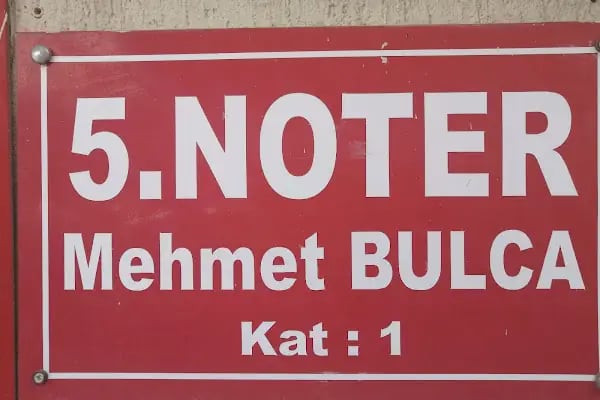 5.NOTER
Mehmet BULCA
Kat : 1